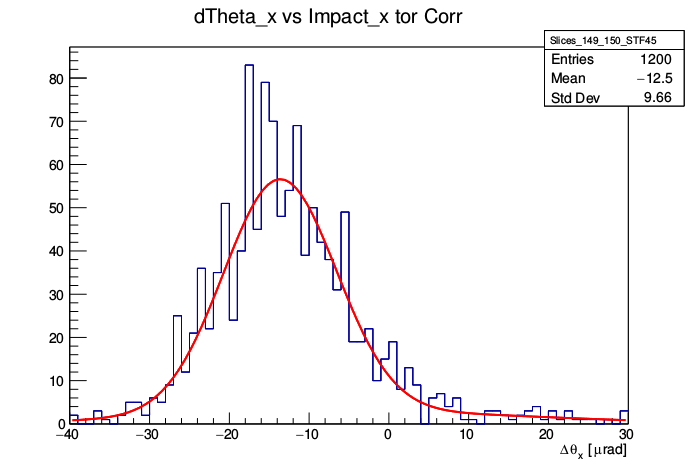 dTheta_x vs Impact_x tor Corr
Slices_149_150_STF45
Entries 1200
Mean −12.5
Std Dev 9.66
80
70
60
50
40
30
20
10
0
−40 −30 −20 −10 0 10 20 30
Δθx [μrad]